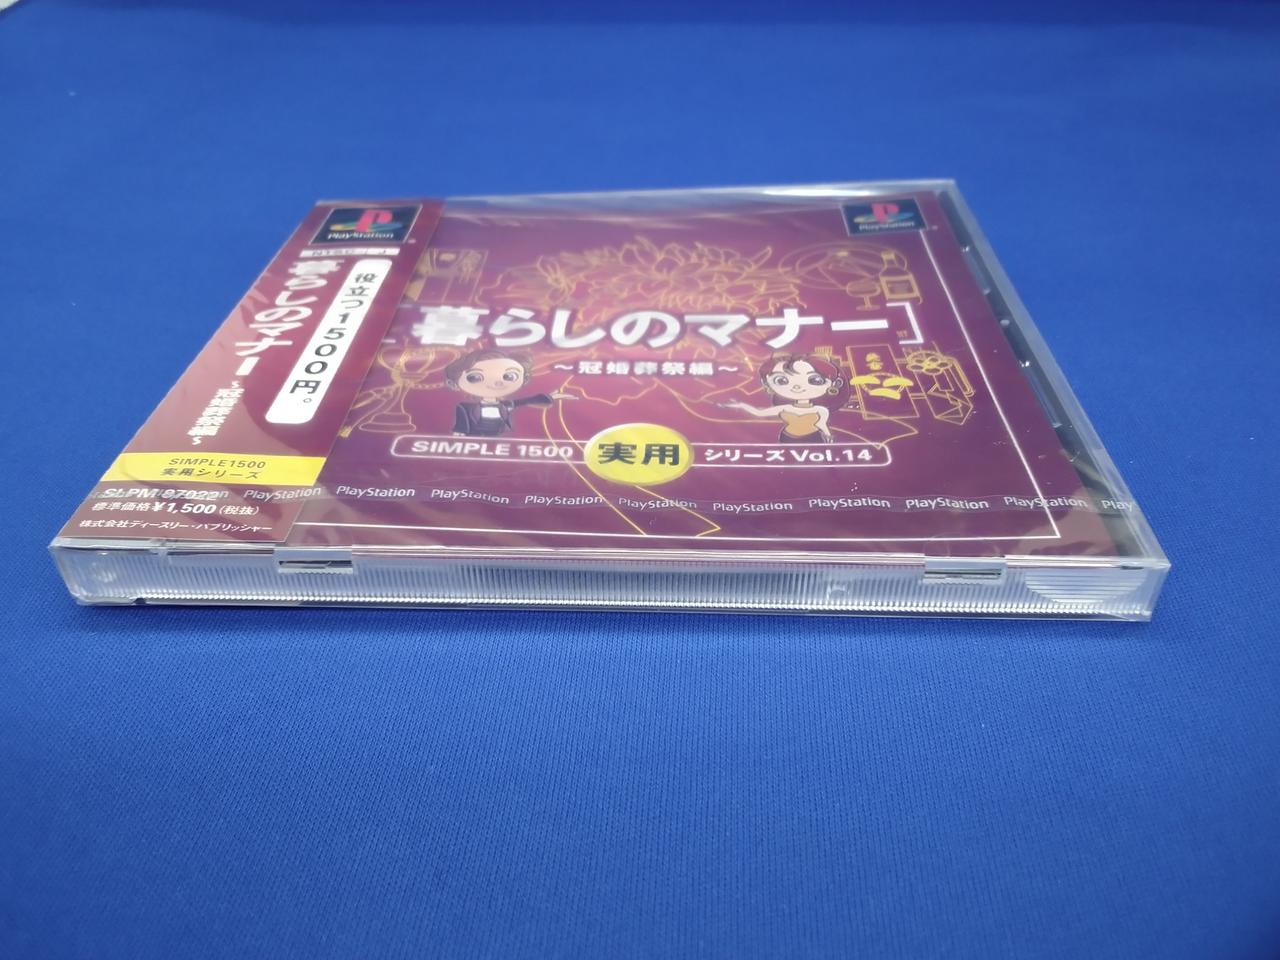 PlayStation
NTSC J
役立つ1500円。
暮らしのマナー
~冠婚葬祭編~
SIMPLE1500
実用シリーズ
標準価格¥1,500(税抜)
株式会社ディースリー・パブリッシャー
PlayStation
[暮らしのマナー]
~冠婚葬祭編~
SIMPLE 1500 実用 シリーズ Vol.14
PlayStation PlayStation PlayStation PlayStation PlayStation PlayStation PlayStation PlayStation PlayStation Play